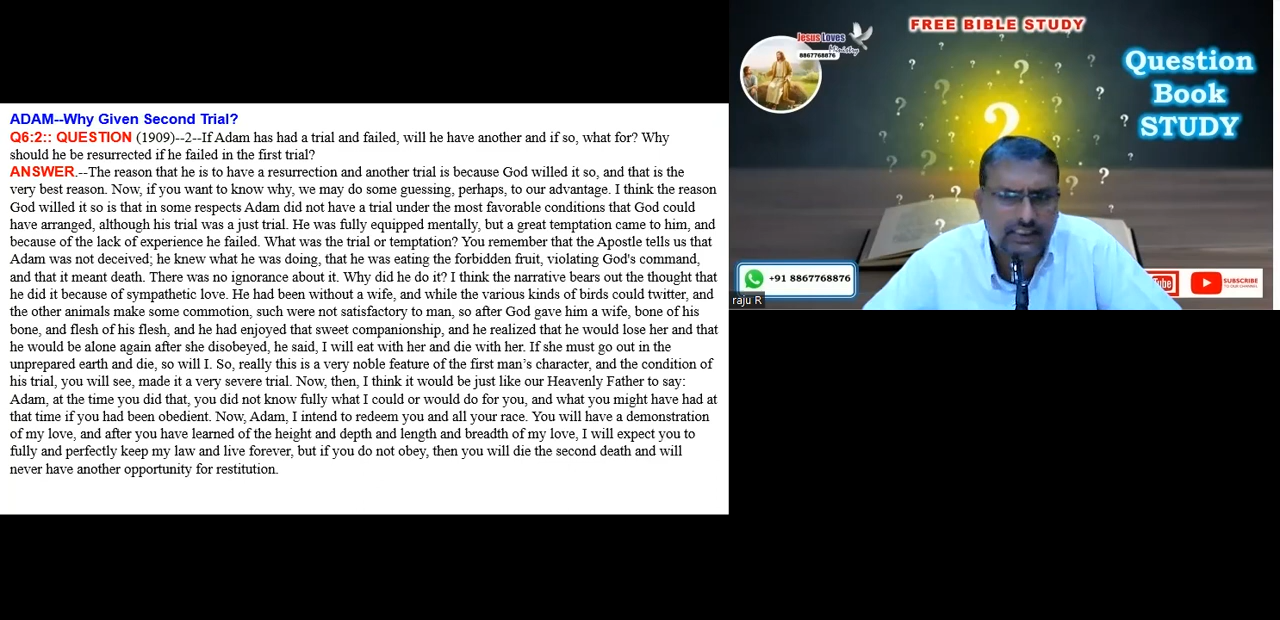 ADAM--Why Given Second Trial?
Q6:2:: QUESTION (1909)--2--If Adam has had a trial and failed, will he have another and if so, what for? Why
should he be resurrected if he failed in the first trial?
ANSWER.--The reason that he is to have a resurrection and another trial is because God willed it so, and that is the
very best reason. Now, if you want to know why, we may do some guessing, perhaps, to our advantage. I think the reason
God willed it so is that in some respects Adam did not have a trial under the most favorable conditions that God could
have arranged, although his trial was a just trial. He was fully equipped mentally, but a great temptation came to him, and
because of the lack of experience he failed. What was the trial or temptation? You remember that the Apostle tells us that
Adam was not deceived; he knew what he was doing, that he was eating the forbidden fruit, violating God's command,
and that it meant death. There was no ignorance about it. Why did he do it? I think the narrative bears out the thought that
he did it because of sympathetic love. He had been without a wife, and while the various kinds of birds could twitter, and
the other animals make some commotion, such were not satisfactory to man, so after God gave him a wife, bone of his
bone, and flesh of his flesh, and he had enjoyed that sweet companionship, and he realized that he would lose her and that
he would be alone again after she disobeyed, he said, I will eat with her and die with her. If she must go out in the
unprepared earth and die, so will I. So, really this is a very noble feature of the first man’s character, and the condition of
his trial, you will see, made it a very severe trial. Now, then, I think it would be just like our Heavenly Father to say:
Adam, at the time you did that, you did not know fully what I could or would do for you, and what you might have had at
that time if you had been obedient. Now, Adam, I intend to redeem you and all your race. You will have a demonstration
of my love, and after you have learned of the height and depth and length and breadth of my love, I will expect you to
fully and perfectly keep my law and live forever, but if you do not obey, then you will die the second death and will
never have another opportunity for restitution.
FREE BIBLE STUDY
Jesus Loves
Ministry
8867768876
Question
Book
STUDY
+91 8867768876
raju R
SUBSCRIBE